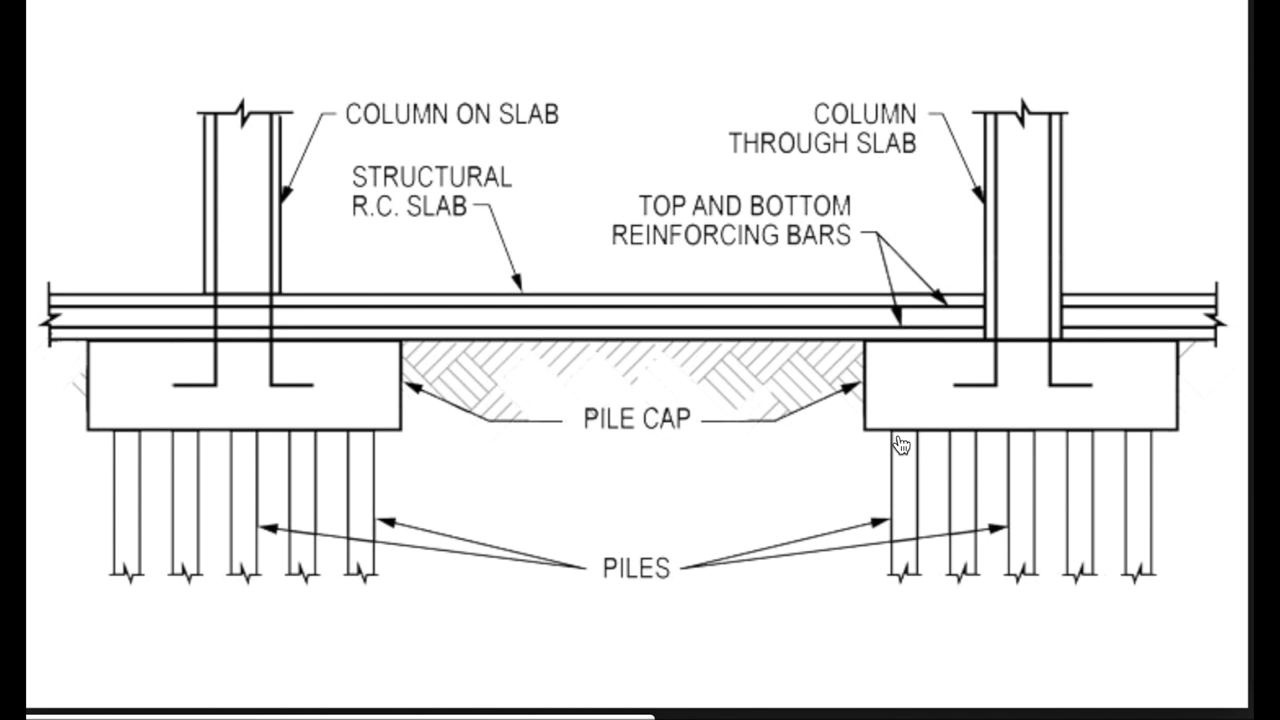 COLUMN ON SLAB
COLUMN
THROUGH SLAB
STRUCTURAL
R.C. SLAB
TOP AND BOTTOM
REINFORCING BARS
PILE CAP
PILES